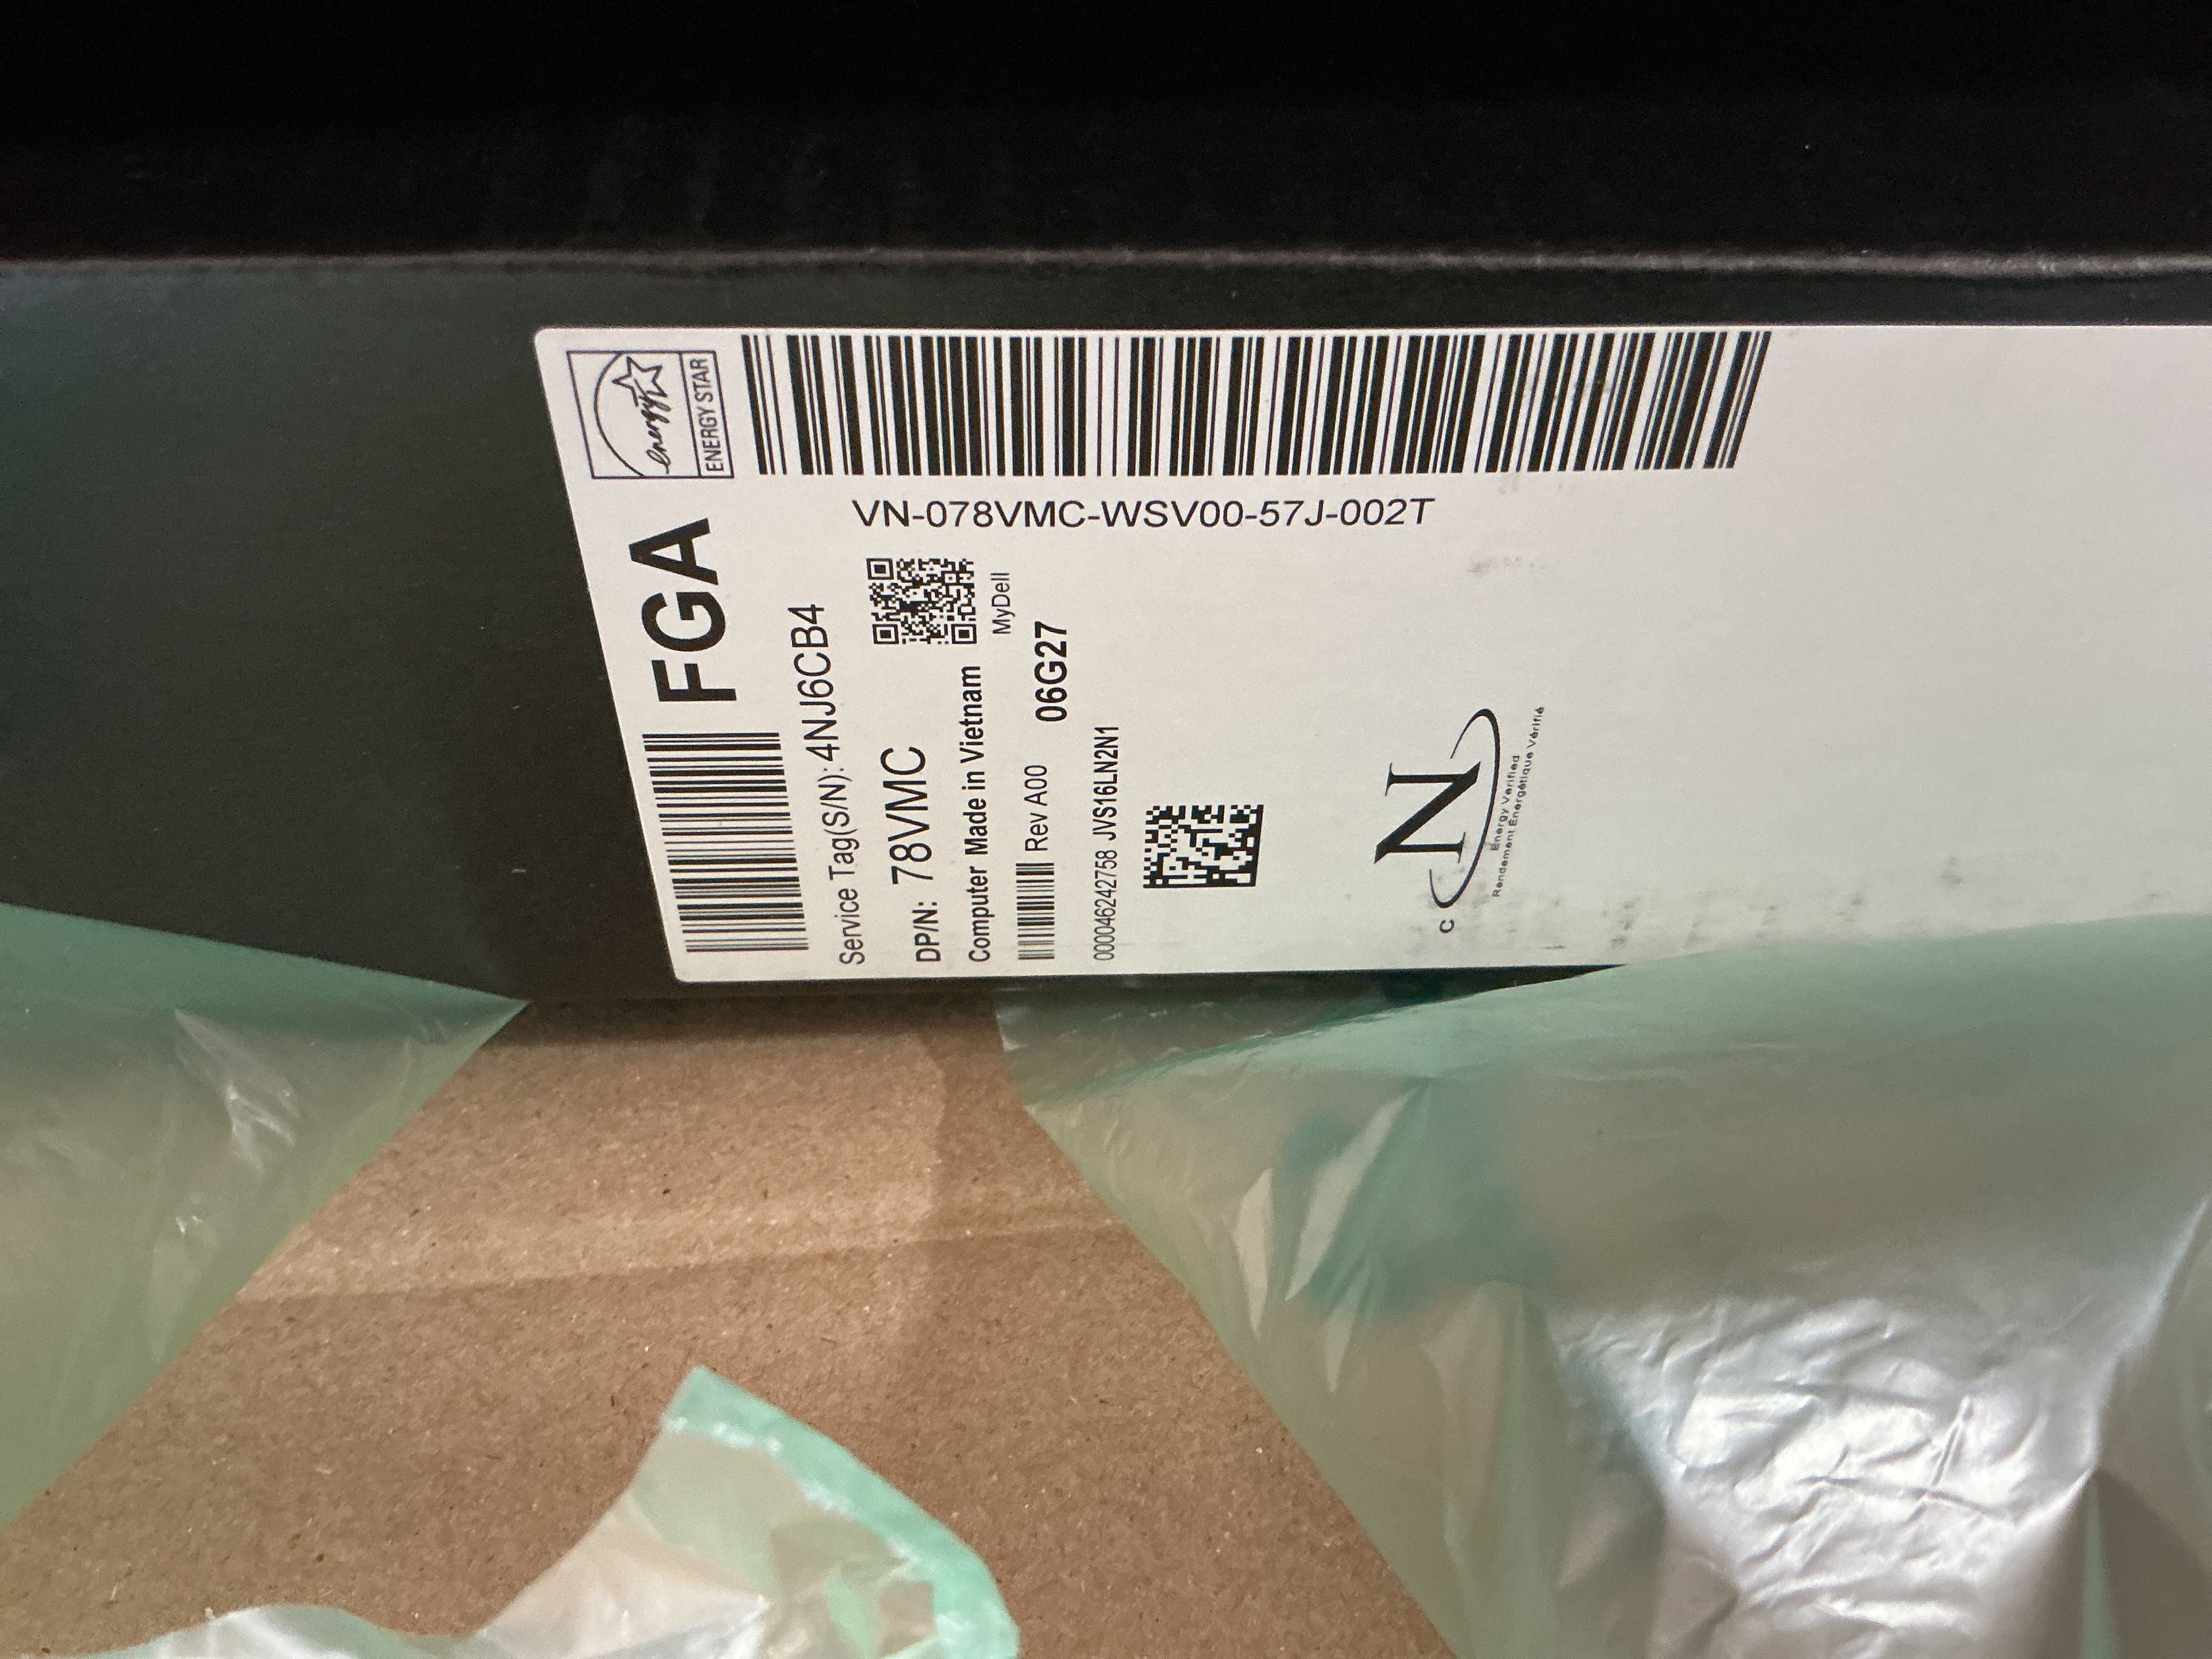 FGA
energy
ENERGY STAR
Service Tag(S/N): 4NJ6CB4
DP/N: 78VMC
Computer Made in Vietnam
MyDell
Rev A00
06G27
000046242758 JVS16LN2N1
VN-078VMC-WSV00-57J-002T
C N
Energy Verified
Rendement Énergétique Vérifié